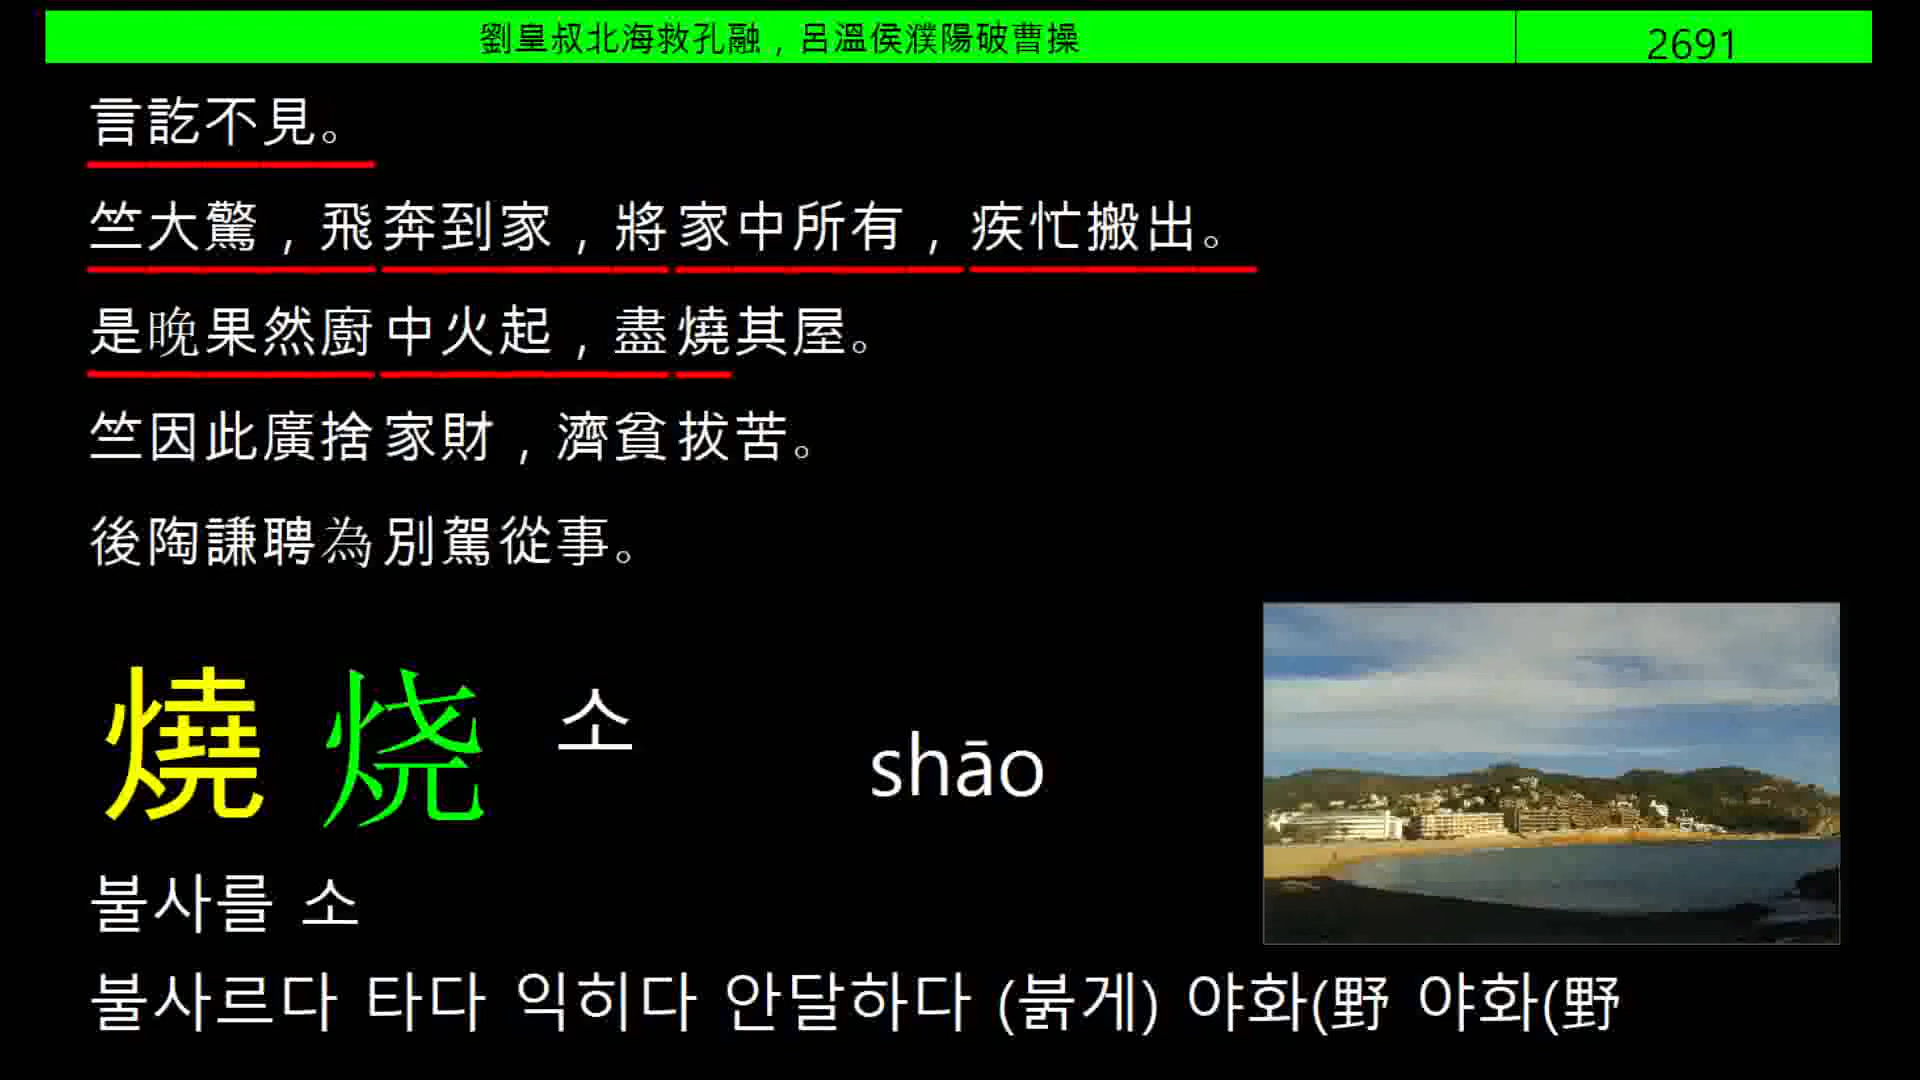 劉皇叔北海救孔融，呂溫侯濮陽破曹操
2691
言訖不見。
竺大驚，飛奔到家，將家中所有，疾忙搬出。
是晚果然廚中火起，盡燒其屋。
竺因此廣捨家財，濟貧拔苦。
後陶謙聘為別駕從事。
燒 烧 소 shāo
불사를 소
불사르다 타다 익히다 안달하다 (붉게) 야화(野 야화(野